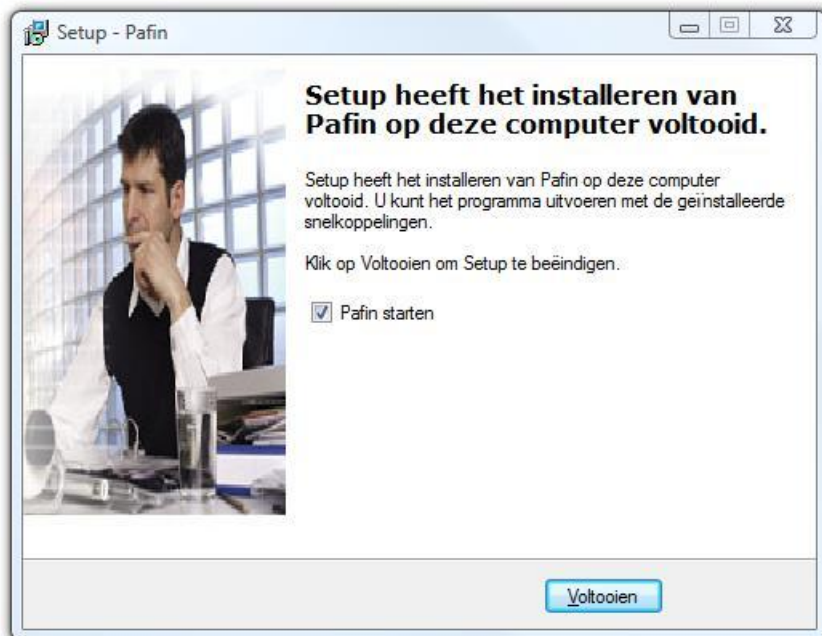 Setup - Pafin
Setup heeft het installeren van
Pafin op deze computer voltooid.
Setup heeft het installeren van Pafin op deze computer
voltooid. U kunt het programma uitvoeren met de geïnstalleerde
snelkoppelingen.
Klik op Voltooien om Setup te beëindigen.
Pafin starten
Voltooien